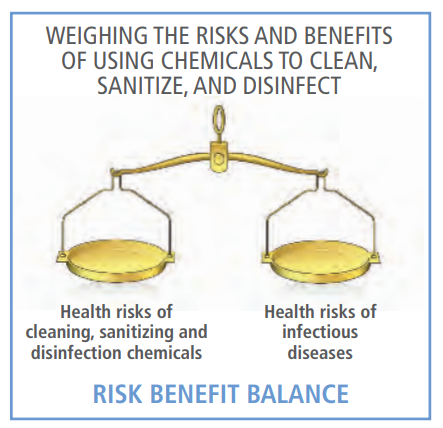 WEIGHING THE RISKS AND BENEFITS
OF USING CHEMICALS TO CLEAN,
SANITIZE, AND DISINFECT
Health risks of
cleaning, sanitizing and
disinfection chemicals
Health risks of
infectious
diseases
RISK BENEFIT BALANCE